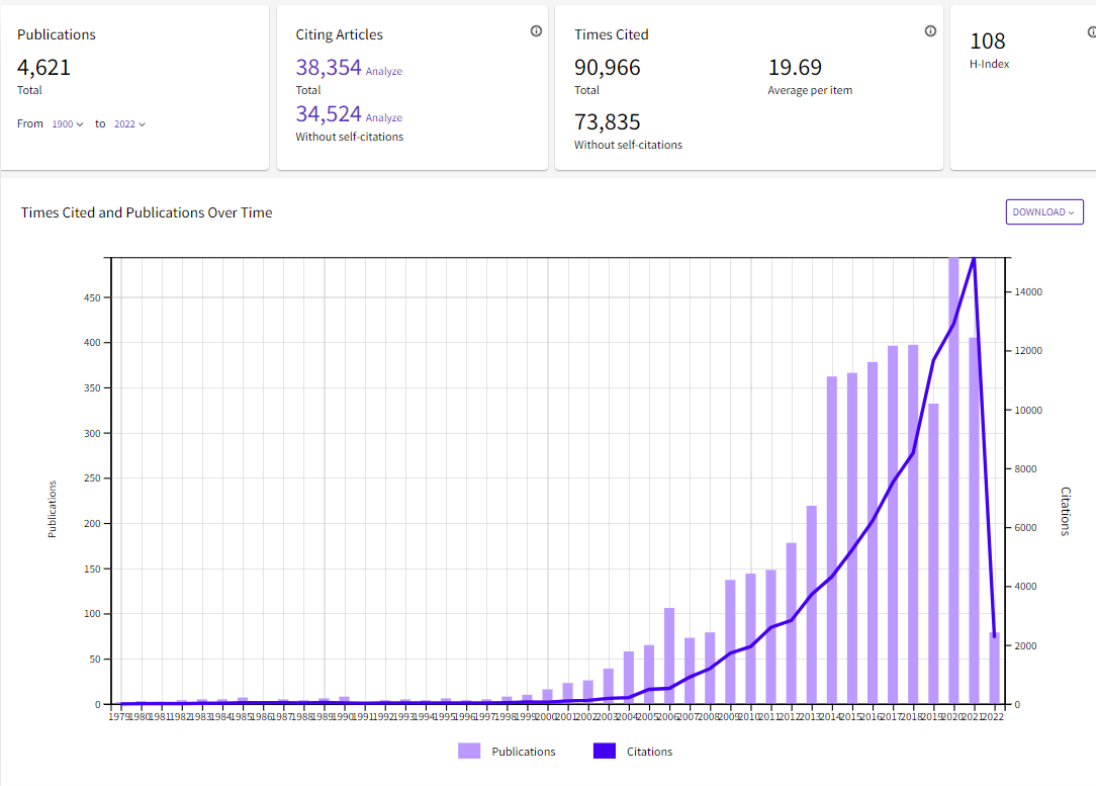 Publications
4,621
Total
From 1900 to 2022
Citing Articles
38,354 Analyze
Total
34,524 Analyze
Without self-citations
Times Cited
90,966
Total
19.69
Average per item
73,835
Without self-citations
108
H-Index
Times Cited and Publications Over Time
DOWNLOAD
Publications
450
400
350
300
250
200
150
100
50
0
14000
12000
10000
8000
6000
4000
2000
0
Citations
1979 1980 1981 1982 1983 1984 1985 1986 1987 1988 1989 1990 1991 1992 1993 1994 1995 1996 1997 1998 1999 2000 2001 2002 2003 2004 2005 2006 2007 2008 2009 2010 2011 2012 2013 2014 2015 2016 2017 2018 2019 2020 2021 2022
Publications Citations